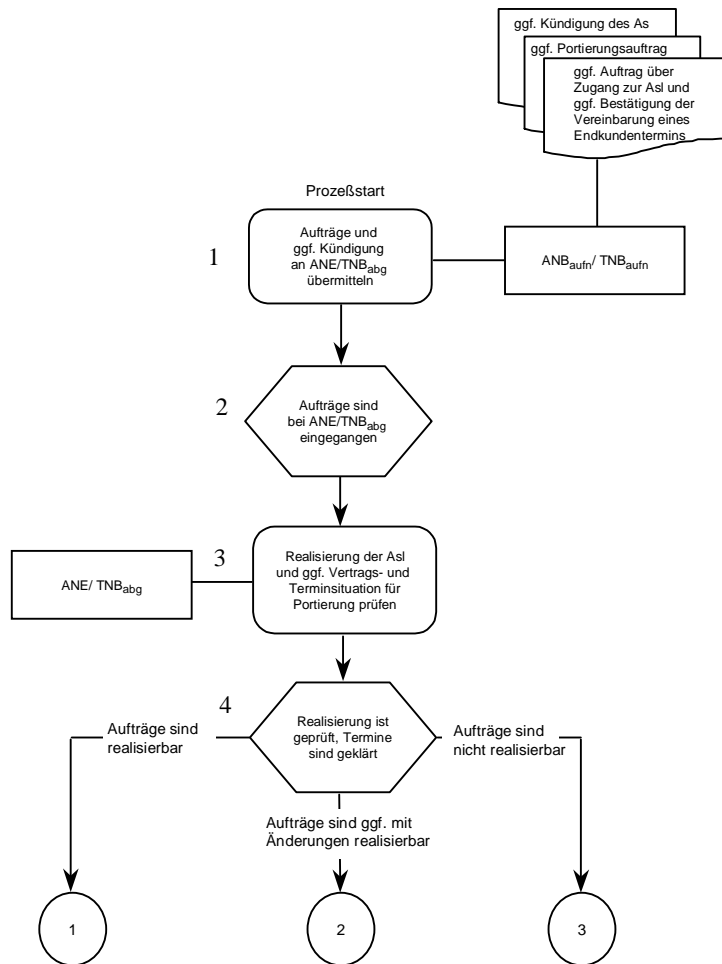 ggf. Kündigung des As
ggf. Portierungsauftrag
ggf. Auftrag über
Zugang zur Asl und
ggf. Bestätigung der
Vereinbarung eines
Endkundentermins
Prozeßstart
1
Aufträge und
ggf. Kündigung
an ANE/TNBabg
übermitteln
ANBaufn/ TNBaufn
2
Aufträge sind
bei ANE/TNBabg
eingegangen
3
ANE/ TNBabg
Realisierung der Asl
und ggf. Vertrags- und
Terminsituation für
Portierung prüfen
4
Realisierung ist
geprüft, Termine
sind geklärt
Aufträge sind
realisierbar
Aufträge sind
nicht realisierbar
Aufträge sind ggf. mit
Änderungen realisierbar
1
2
3